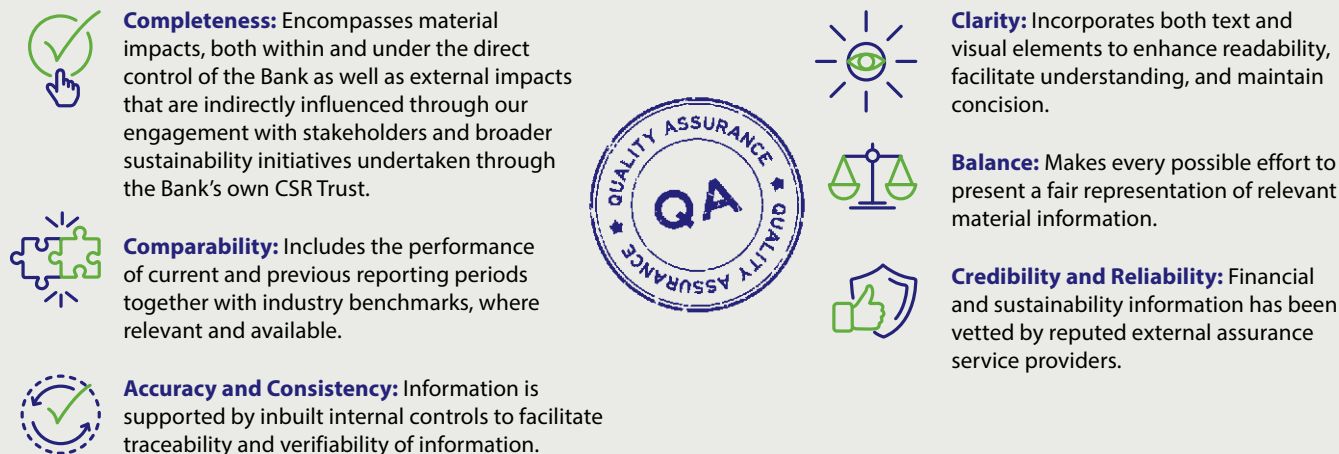 Completeness: Encompasses material
impacts, both within and under the direct
control of the Bank as well as external impacts
that are indirectly influenced through our
engagement with stakeholders and broader
sustainability initiatives undertaken through
the Bank's own CSR Trust.
Comparability: Includes the performance
of current and previous reporting periods
together with industry benchmarks, where
relevant and available.
Accuracy and Consistency: Information is
supported by inbuilt internal controls to facilitate
traceability and verifiability of information.
QUALITY ASSURANCE
QA
QUALITY ASSURANCE
Clarity: Incorporates both text and
visual elements to enhance readability,
facilitate understanding, and maintain
concision.
Balance: Makes every possible effort to
present a fair representation of relevant
material information.
Credibility and Reliability: Financial
and sustainability information has been
vetted by reputed external assurance
service providers.